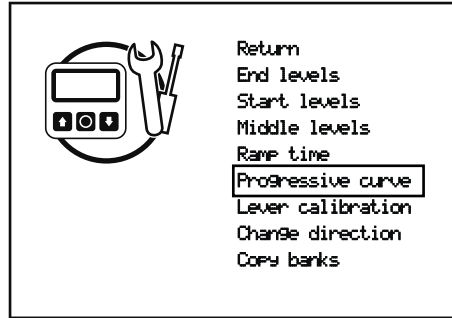 Return
End levels
Start levels
Middle levels
Ramp time
Progressive curve
Lever calibration
Change direction
Copy banks